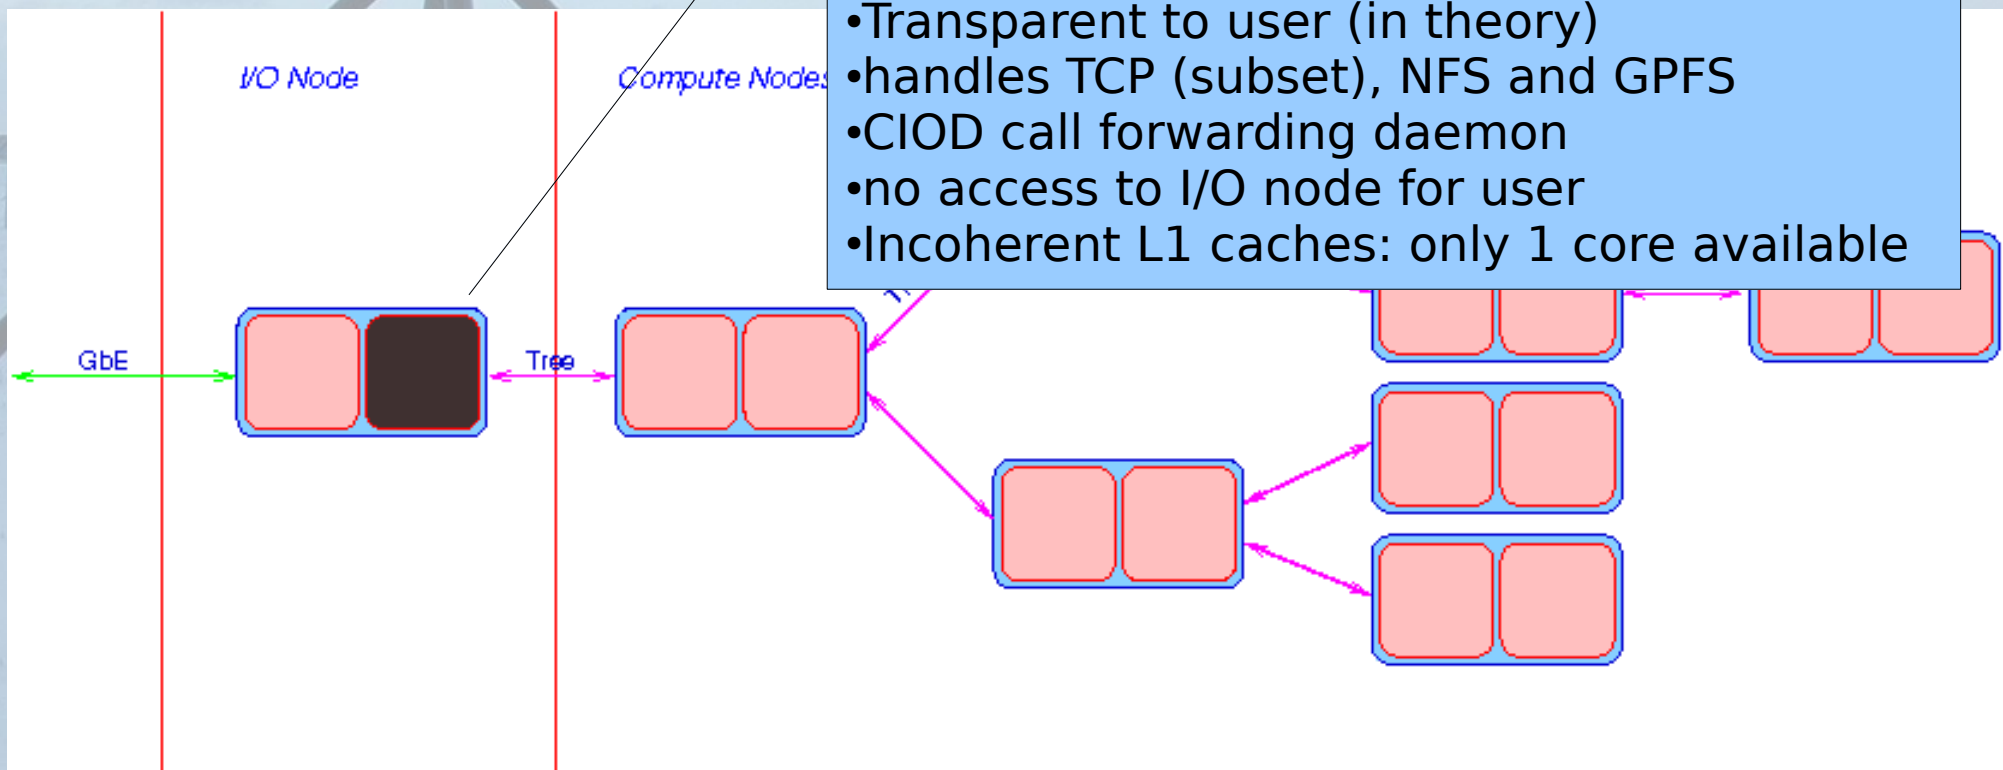 •Transparent to user (in theory)
•handles TCP (subset), NFS and GPFS
•CIOD call forwarding daemon
•no access to I/O node for user
•Incoherent L1 caches: only 1 core available
I/O Node
Compute Nodes
GbE
Tree